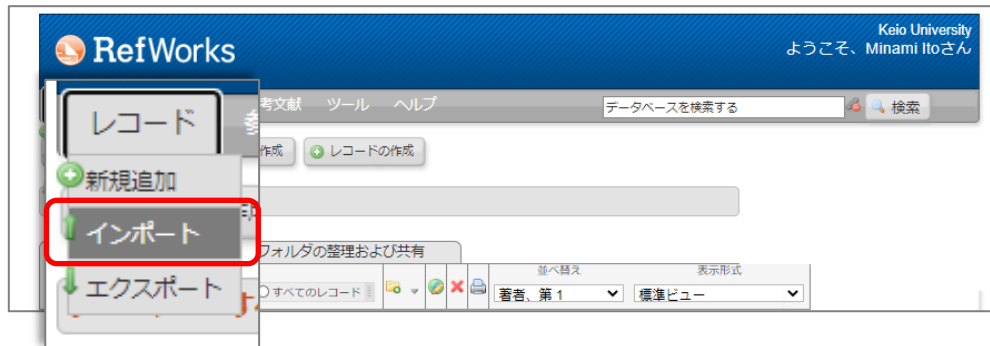 Keio University
RefWorks
ようこそ、Minami Itoさん
レコード
考文献 ツール ヘルプ
データベースを検索する
検索
作成
レコードの作成
新規追加
インポート
フォルダの整理および共有
並べ替え
表示形式
エクスポート
すべてのレコード
著者、第 1
標準ビュー